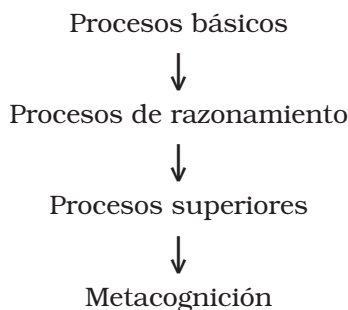 Procesos básicos
Procesos de razonamiento
Procesos superiores
Metacognición